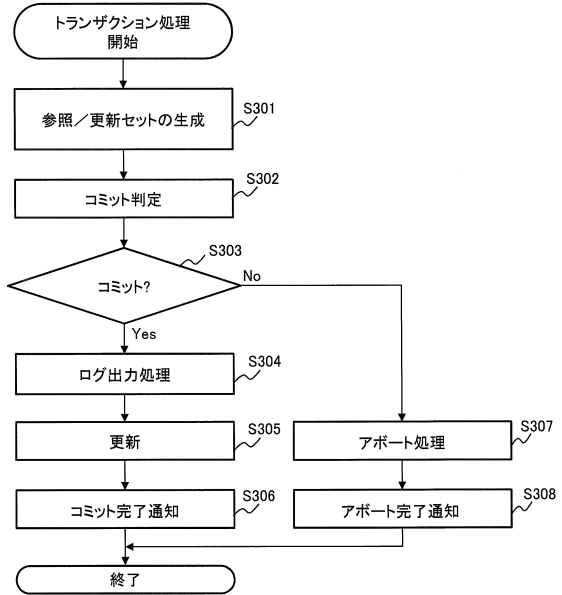 トランザクション処理
開始
参照／更新セットの生成
S301
コミット判定
S302
コミット?
S303
No
Yes
ログ出力処理
S304
更新
S305
アボート処理
S307
コミット完了通知
S306
アボート完了通知
S308
終了